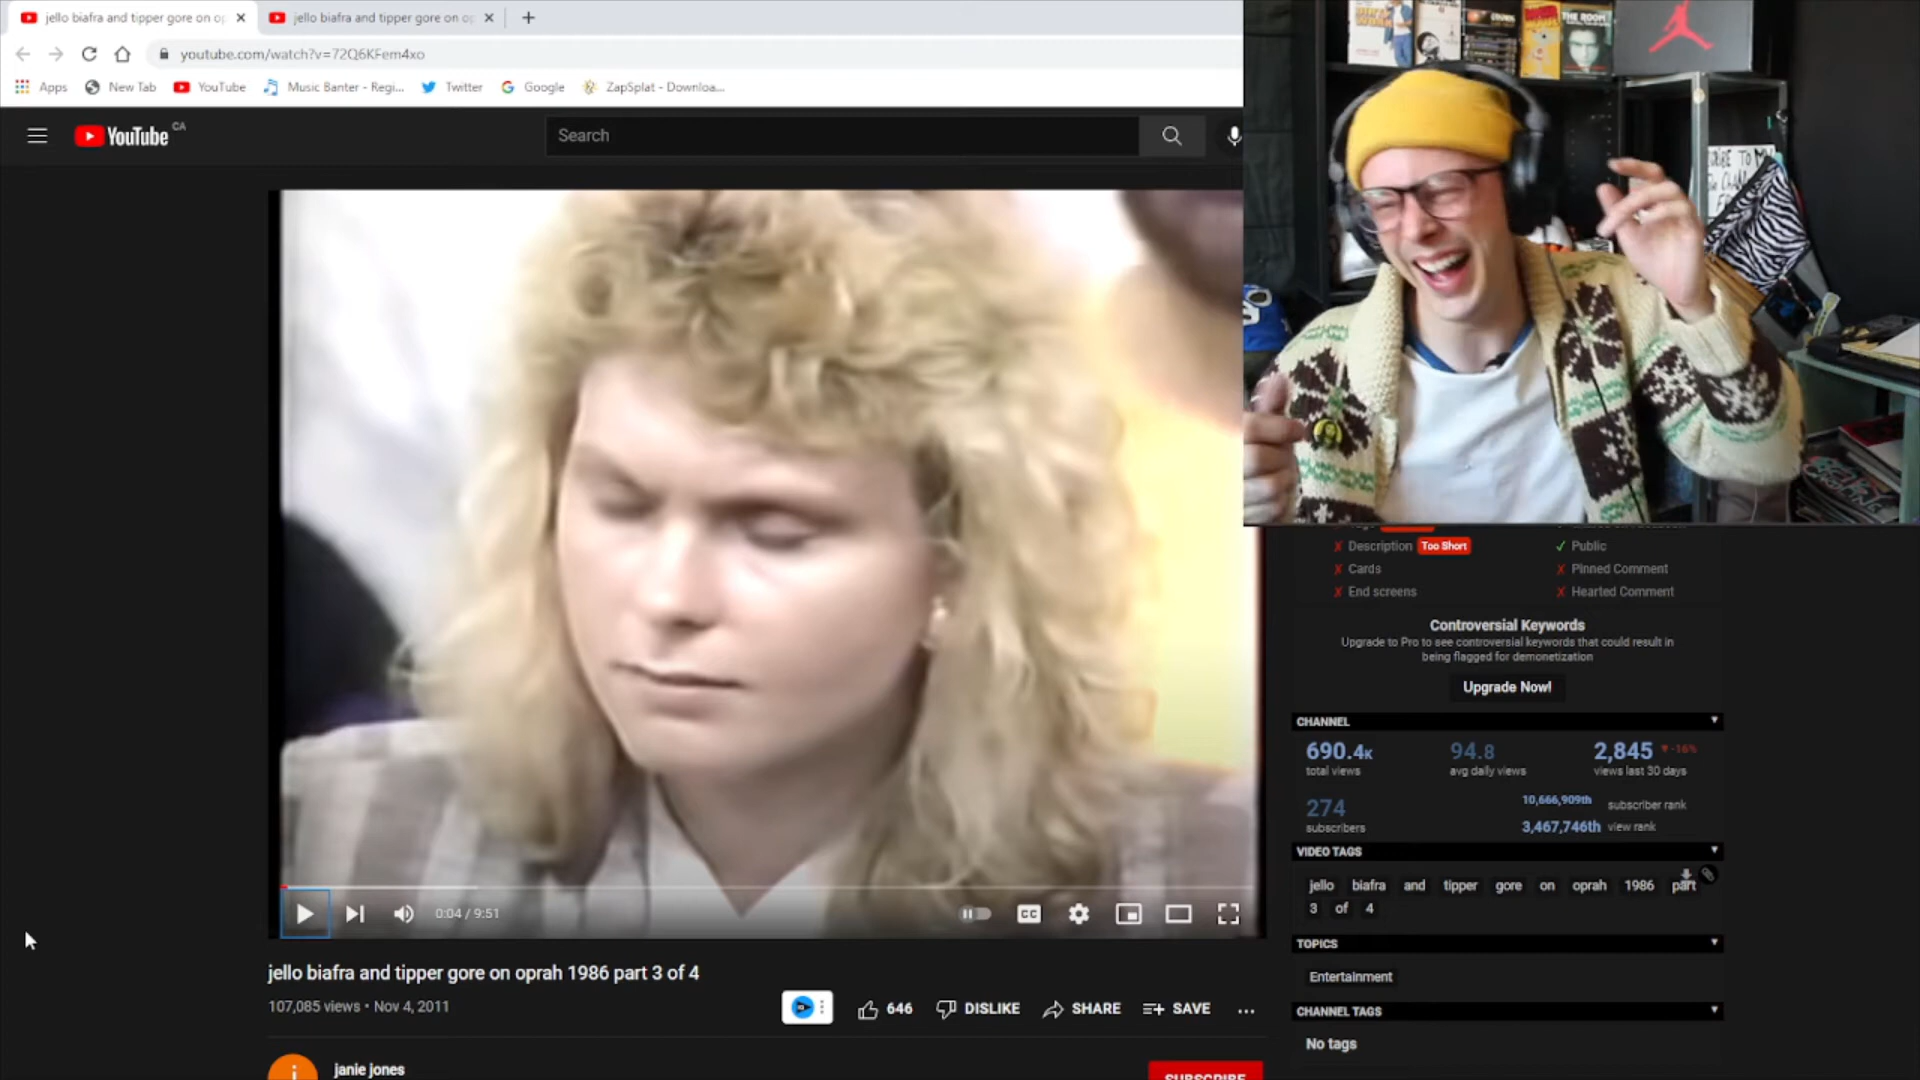 jello biafra and tipper gore on op
jello biafra and tipper gore on op
youtube.com/watch?v=72Q6KFem4xo
Apps
New Tab
YouTube
Music Banter - Regi...
Twitter
Google
ZapSplat - Downloa...
YouTube CA
Search
THE ROOM
0:04 / 9:51
CC
jello biafra and tipper gore on oprah 1986 part 3 of 4
107,085 views • Nov 4, 2011
646
DISLIKE
SHARE
SAVE
janie jones
SUBSCRIBE
Description Too Short
Public
Cards
Pinned Comment
End screens
Hearted Comment
Controversial Keywords
Upgrade to Pro to see controversial keywords that could result in
being flagged for demonetization
Upgrade Now!
CHANNEL
690.4K
total views
94.8
avg daily views
2,845 -16%
views last 30 days
274
subscribers
10,666,909th subscriber rank
3,467,746th view rank
VIDEO TAGS
jello biafra and tipper gore on oprah 1986 part
3 of 4
TOPICS
Entertainment
CHANNEL TAGS
No tags